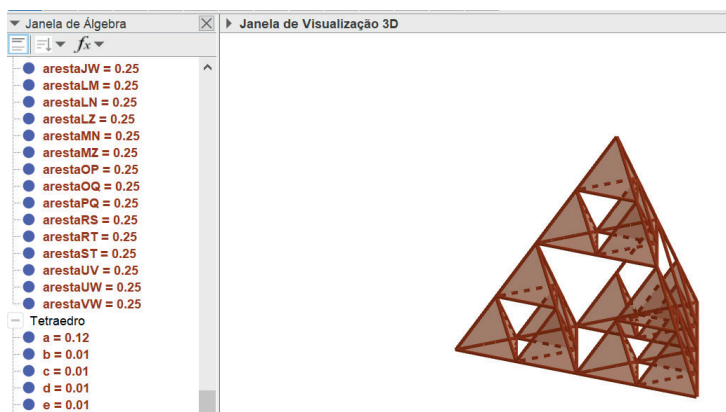 Janela de Álgebra
Janela de Visualização 3D
fx
arestaJW = 0.25
arestaLM = 0.25
arestaLN = 0.25
arestaLZ = 0.25
arestaMN = 0.25
arestaMZ = 0.25
arestaOP = 0.25
arestaOQ = 0.25
arestaPQ = 0.25
arestaRS = 0.25
arestaRT = 0.25
arestaST = 0.25
arestaUV = 0.25
arestaUW = 0.25
arestaVW = 0.25
Tetraedro
a = 0.12
b = 0.01
c = 0.01
d = 0.01
e = 0.01